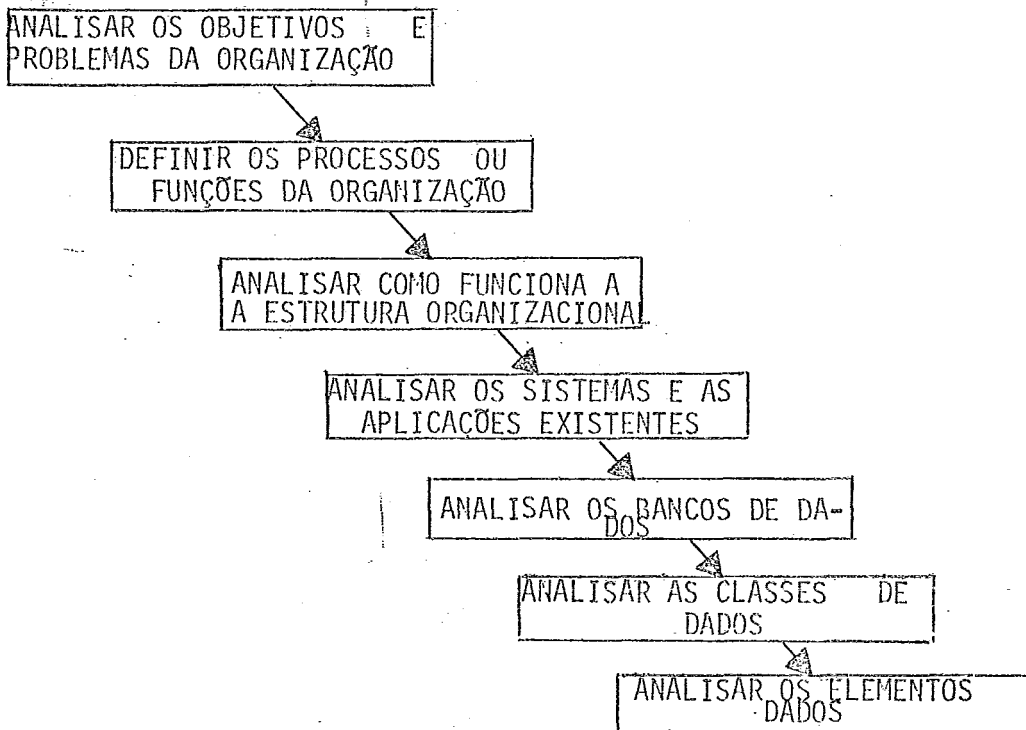 ANALISAR OS OBJETIVOS E
PROBLEMAS DA ORGANIZAÇÃO
DEFINIR OS PROCESSOS OU
FUNÇÕES DA ORGANIZAÇÃO
ANALISAR COMO FUNCIONA A
A ESTRUTURA ORGANIZACIONAL
ANALISAR OS SISTEMAS E AS
APLICAÇÕES EXISTENTES
ANALISAR OS BANCOS DE DA-
DOS
ANALISAR AS CLASSES DE
DADOS
ANALISAR OS ELEMENTOS
DADOS